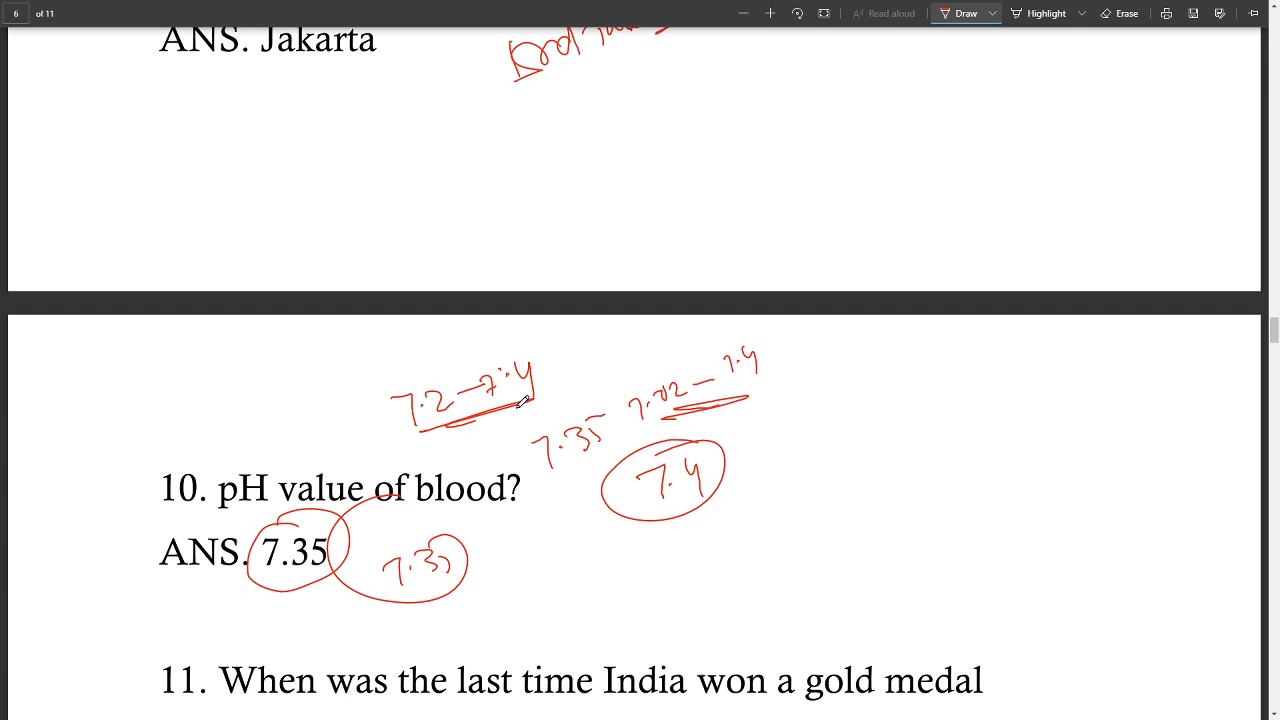 6 of 11
Read aloud Draw Highlight Erase
ANS. Jakarta
7.2 – 7.4
7.35 7.02 – 7.4
7.4
10. pH value of blood?
ANS. 7.35
7.35
11. When was the last time India won a gold medal